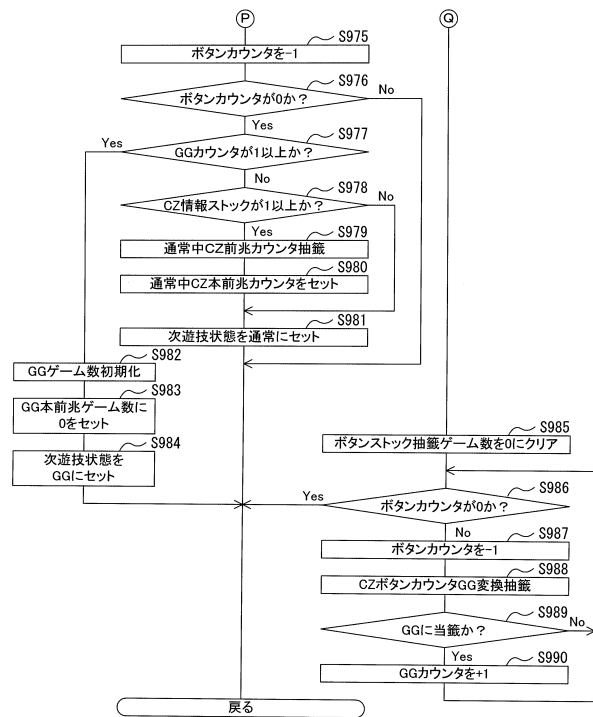 P
Q
S975
ボタンカウンタを-1
S976
ボタンカウンタが0か？
No
Yes
S977
GGカウンタが1以上か？
Yes
No
S978
CZ情報ストックが1以上か？
No
Yes
S979
通常中CZ前兆カウンタ抽籤
S980
通常中CZ本前兆カウンタをセット
S981
次遊技状態を通常にセット
S982
GGゲーム数初期化
S983
GG本前兆ゲーム数に
0をセット
S984
次遊技状態を
GGにセット
S985
ボタンストック抽籤ゲーム数を0にクリア
S986
ボタンカウンタが0か？
Yes
No
S987
ボタンカウンタを-1
S988
CZボタンカウンタGG変換抽籤
S989
GGに当籤か？
No
Yes
S990
GGカウンタを+1
戻る